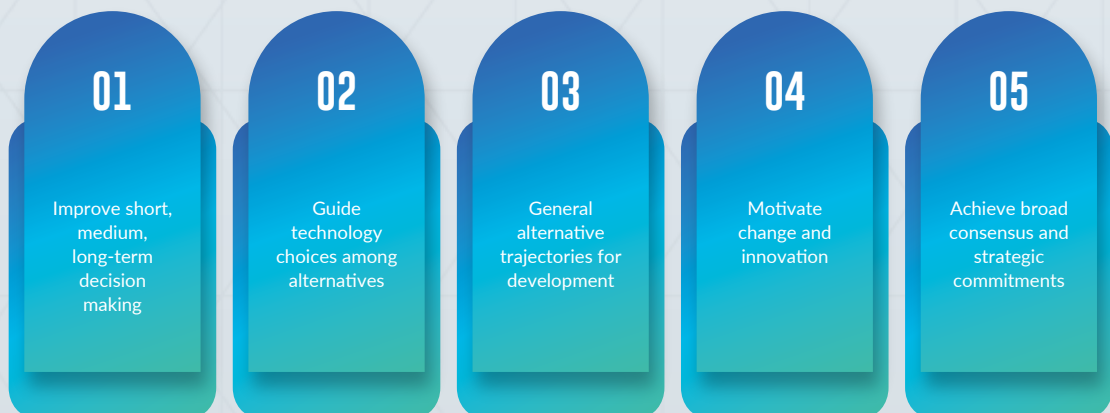 01
Improve short,
medium,
long-term
decision
making
02
Guide
technology
choices among
alternatives
03
General
alternative
trajectories for
development
04
Motivate
change and
innovation
05
Achieve broad
consensus and
strategic
commitments